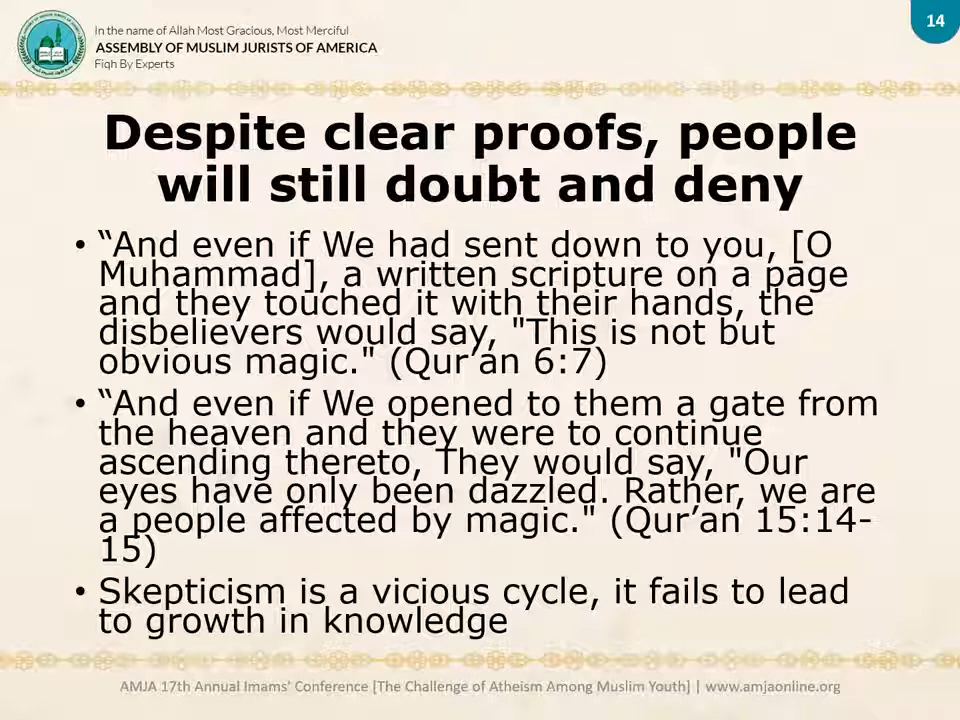 14
In the name of Allah Most Gracious, Most Merciful
ASSEMBLY OF MUSLIM JURISTS OF AMERICA
Fiqh By Experts
Despite clear proofs, people
will still doubt and deny
• “And even if We had sent down to you, [O
Muhammad], a written scripture on a page
and they touched it with their hands, the
disbelievers would say, "This is not but
obvious magic." (Qur’an 6:7)
• “And even if We opened to them a gate from
the heaven and they were to continue
ascending thereto, They would say, "Our
eyes have only been dazzled. Rather, we are
a people affected by magic." (Qur’an 15:14-
15)
• Skepticism is a vicious cycle, it fails to lead
to growth in knowledge
AMJA 17th Annual Imams' Conference [The Challenge of Atheism Among Muslim Youth] | www.amjaonline.org